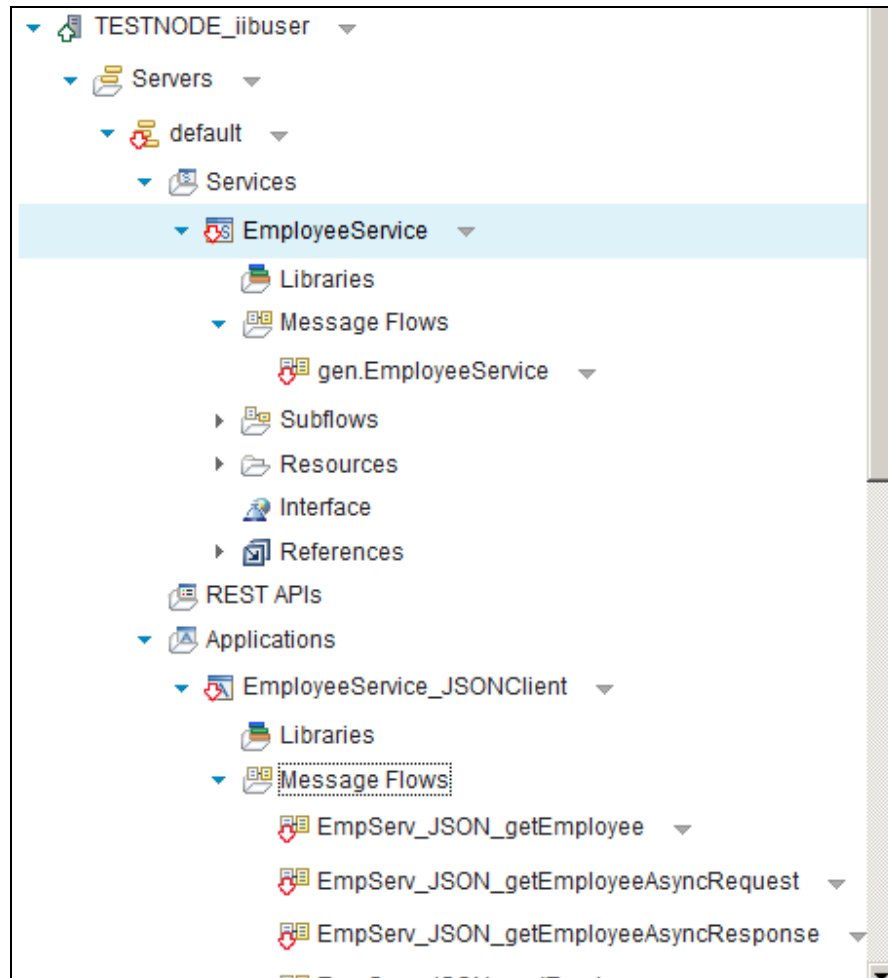 TESTNODE_iibuser
Servers
default
Services
EmployeeService
Libraries
Message Flows
gen.EmployeeService
Subflows
Resources
Interface
References
REST APIs
Applications
EmployeeService_JSONClient
Libraries
Message Flows
EmpServ_JSON_getEmployee
EmpServ_JSON_getEmployeeAsyncRequest
EmpServ_JSON_getEmployeeAsyncResponse